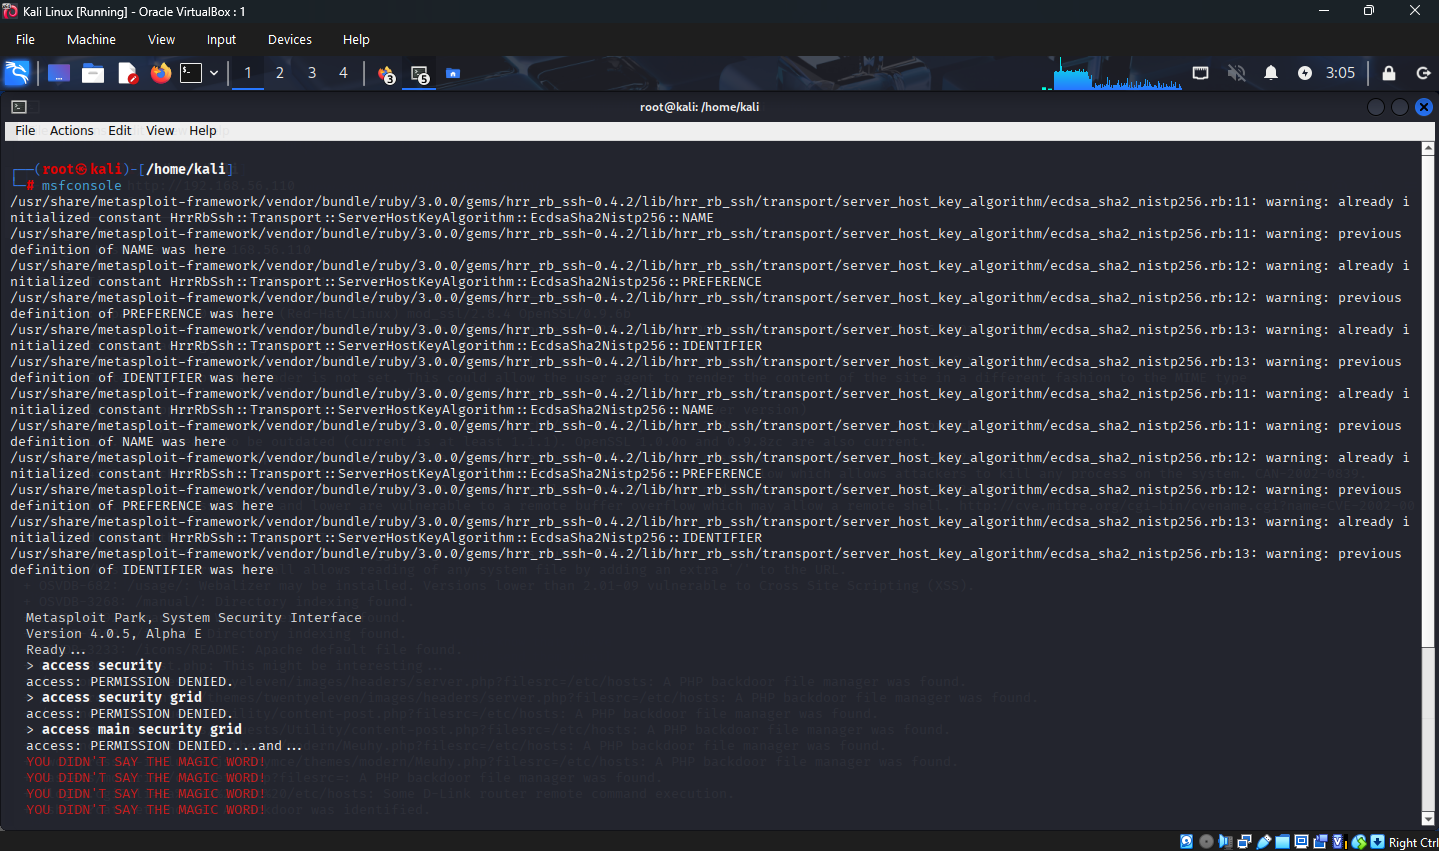 Kali Linux [Running] - Oracle VirtualBox : 1
File Machine View Input Devices Help
1 2 3 4 3 5 3:05
root@kali: /home/kali
File Actions Edit View Help
┌──(root㉿kali)-[/home/kali]
└─# msfconsole
/usr/share/metasploit-framework/vendor/bundle/ruby/3.0.0/gems/hrr_rb_ssh-0.4.2/lib/hrr_rb_ssh/transport/server_host_key_algorithm/ecdsa_sha2_nistp256.rb:11: warning: already i
nitialized constant HrrRbSsh::Transport::ServerHostKeyAlgorithm::EcdsaSha2Nistp256::NAME
/usr/share/metasploit-framework/vendor/bundle/ruby/3.0.0/gems/hrr_rb_ssh-0.4.2/lib/hrr_rb_ssh/transport/server_host_key_algorithm/ecdsa_sha2_nistp256.rb:11: warning: previous
definition of NAME was here
/usr/share/metasploit-framework/vendor/bundle/ruby/3.0.0/gems/hrr_rb_ssh-0.4.2/lib/hrr_rb_ssh/transport/server_host_key_algorithm/ecdsa_sha2_nistp256.rb:12: warning: already i
nitialized constant HrrRbSsh::Transport::ServerHostKeyAlgorithm::EcdsaSha2Nistp256::PREFERENCE
/usr/share/metasploit-framework/vendor/bundle/ruby/3.0.0/gems/hrr_rb_ssh-0.4.2/lib/hrr_rb_ssh/transport/server_host_key_algorithm/ecdsa_sha2_nistp256.rb:12: warning: previous
definition of PREFERENCE was here
/usr/share/metasploit-framework/vendor/bundle/ruby/3.0.0/gems/hrr_rb_ssh-0.4.2/lib/hrr_rb_ssh/transport/server_host_key_algorithm/ecdsa_sha2_nistp256.rb:13: warning: already i
nitialized constant HrrRbSsh::Transport::ServerHostKeyAlgorithm::EcdsaSha2Nistp256::IDENTIFIER
/usr/share/metasploit-framework/vendor/bundle/ruby/3.0.0/gems/hrr_rb_ssh-0.4.2/lib/hrr_rb_ssh/transport/server_host_key_algorithm/ecdsa_sha2_nistp256.rb:13: warning: previous
definition of IDENTIFIER was here
/usr/share/metasploit-framework/vendor/bundle/ruby/3.0.0/gems/hrr_rb_ssh-0.4.2/lib/hrr_rb_ssh/transport/server_host_key_algorithm/ecdsa_sha2_nistp256.rb:11: warning: already i
nitialized constant HrrRbSsh::Transport::ServerHostKeyAlgorithm::EcdsaSha2Nistp256::NAME
/usr/share/metasploit-framework/vendor/bundle/ruby/3.0.0/gems/hrr_rb_ssh-0.4.2/lib/hrr_rb_ssh/transport/server_host_key_algorithm/ecdsa_sha2_nistp256.rb:11: warning: previous
definition of NAME was here
/usr/share/metasploit-framework/vendor/bundle/ruby/3.0.0/gems/hrr_rb_ssh-0.4.2/lib/hrr_rb_ssh/transport/server_host_key_algorithm/ecdsa_sha2_nistp256.rb:12: warning: already i
nitialized constant HrrRbSsh::Transport::ServerHostKeyAlgorithm::EcdsaSha2Nistp256::PREFERENCE
/usr/share/metasploit-framework/vendor/bundle/ruby/3.0.0/gems/hrr_rb_ssh-0.4.2/lib/hrr_rb_ssh/transport/server_host_key_algorithm/ecdsa_sha2_nistp256.rb:12: warning: previous
definition of PREFERENCE was here
/usr/share/metasploit-framework/vendor/bundle/ruby/3.0.0/gems/hrr_rb_ssh-0.4.2/lib/hrr_rb_ssh/transport/server_host_key_algorithm/ecdsa_sha2_nistp256.rb:13: warning: already i
nitialized constant HrrRbSsh::Transport::ServerHostKeyAlgorithm::EcdsaSha2Nistp256::IDENTIFIER
/usr/share/metasploit-framework/vendor/bundle/ruby/3.0.0/gems/hrr_rb_ssh-0.4.2/lib/hrr_rb_ssh/transport/server_host_key_algorithm/ecdsa_sha2_nistp256.rb:13: warning: previous
definition of IDENTIFIER was here
Metasploit Park, System Security Interface
Version 4.0.5, Alpha E
Ready...
> access security
access: PERMISSION DENIED.
> access security grid
access: PERMISSION DENIED.
> access main security grid
access: PERMISSION DENIED....and...
YOU DIDN'T SAY THE MAGIC WORD!
YOU DIDN'T SAY THE MAGIC WORD!
YOU DIDN'T SAY THE MAGIC WORD!
YOU DIDN'T SAY THE MAGIC WORD!
Right Ctrl